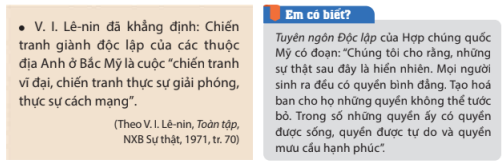 • V. I. Lê-nin đã khẳng định: Chiến
tranh giành độc lập của các thuộc
địa Anh ở Bắc Mỹ là cuộc “chiến tranh
vĩ đại, chiến tranh thực sự giải phóng,
thực sự cách mạng”.
(Theo V. I. Lê-nin, Toàn tập,
NXB Sự thật, 1971, tr. 70)
Em có biết?
Tuyên ngôn Độc lập của Hợp chúng quốc
Mỹ có đoạn: “Chúng tôi cho rằng, những
sự thật sau đây là hiển nhiên. Mọi người
sinh ra đều có quyền bình đẳng. Tạo hoá
ban cho họ những quyền không thể tước
bỏ. Trong số những quyền ấy có quyền
được sống, quyền được tự do và quyền
mưu cầu hạnh phúc”.